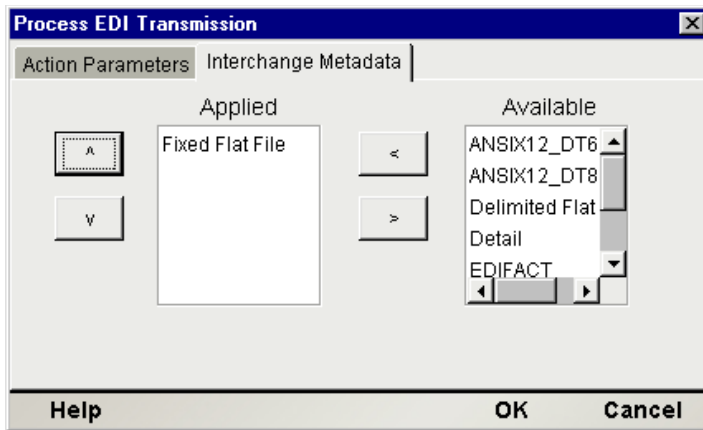 Process EDI Transmission
Action Parameters
Interchange Metadata
Applied
Available
^
v
Fixed Flat File
<
>
ANSIX12_DT6
ANSIX12_DT8
Delimited Flat
Detail
EDIFACT
Help
OK
Cancel